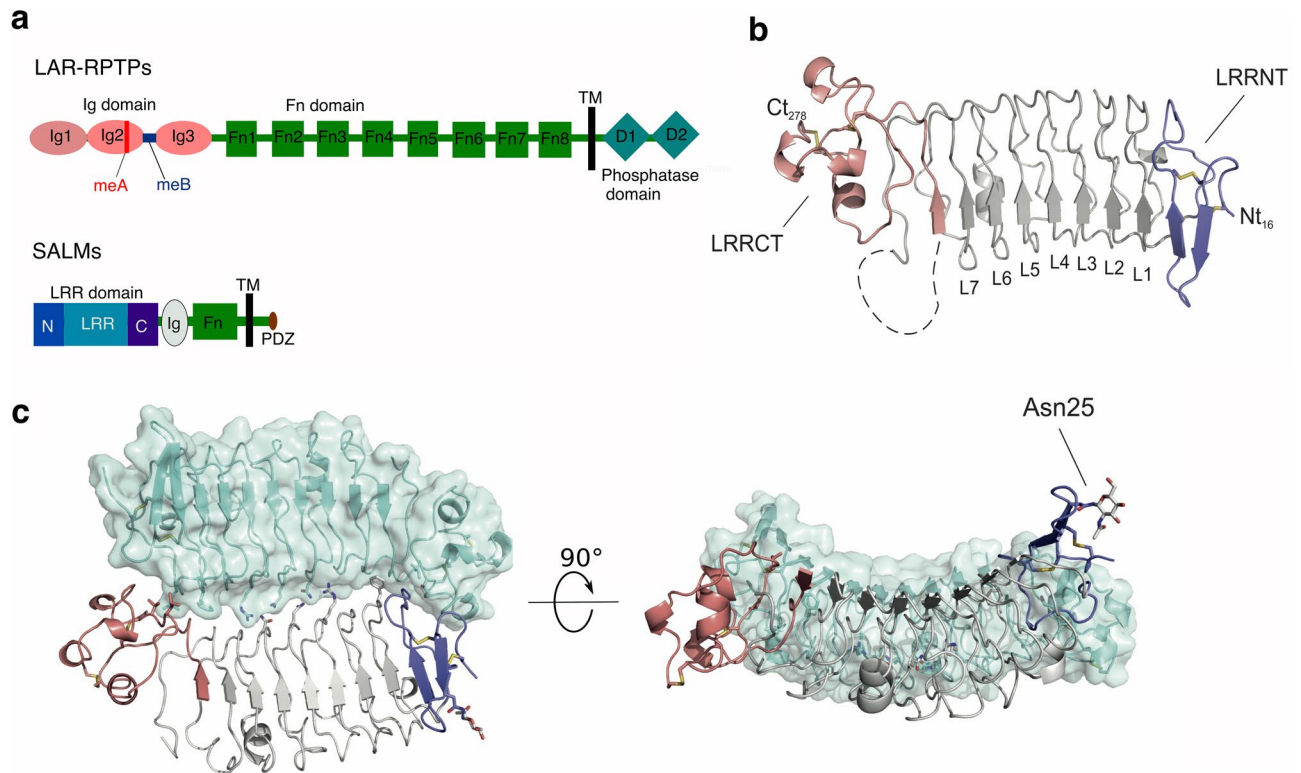 a
LAR-RPTPs
Ig domain
Fn domain
TM
Ig1 Ig2 Ig3 Fn1 Fn2 Fn3 Fn4 Fn5 Fn6 Fn7 Fn8 D1 D2
meA meB
Phosphatase
domain
SALMs
LRR domain
TM
N LRR C Ig Fn
PDZ
b
LRRNT
Ct278
Nt16
LRRCT
L7 L6 L5 L4 L3 L2 L1
c
90°
Asn25